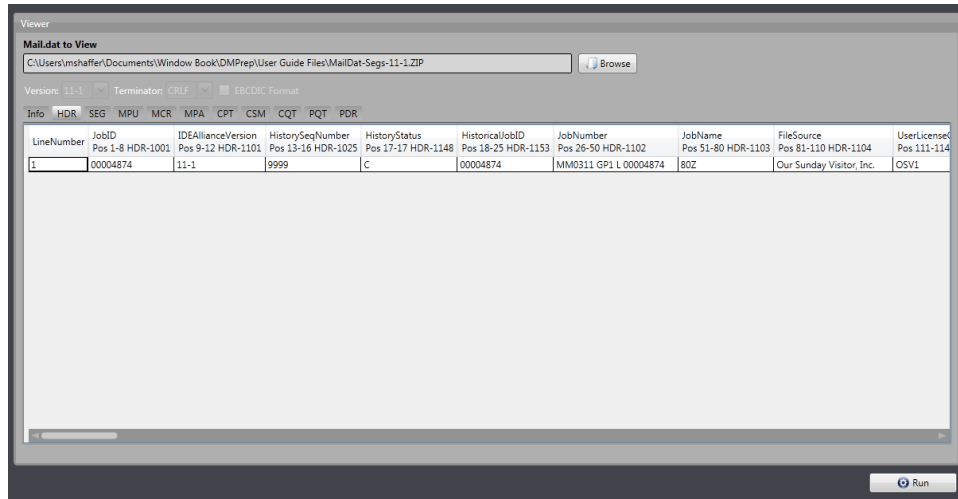 Viewer
Mail.dat to View
C:\Users\mshaffer\Documents\Window Book\DMPrep\User Guide Files\MailDat-Segs-11-1.ZIP Browse
Version: 11-1 Terminator: CRLF EBCDIC Format
Info HDR SEG MPU MCR MPA CPT CSM CQT PQT PDR
LineNumber JobID IDEAllianceVersion HistorySeqNumber HistoryStatus HistoricalJobID JobNumber JobName FileSource UserLicenseC
Pos 1-8 HDR-1001 Pos 9-12 HDR-1101 Pos 13-16 HDR-1025 Pos 17-17 HDR-1148 Pos 18-25 HDR-1153 Pos 26-50 HDR-1102 Pos 51-80 HDR-1103 Pos 81-110 HDR-1104 Pos 111-114
1 00004874 11-1 9999 C 00004874 MM0311 GP1 L 00004874 80Z Our Sunday Visitor, Inc. OSV1
Run